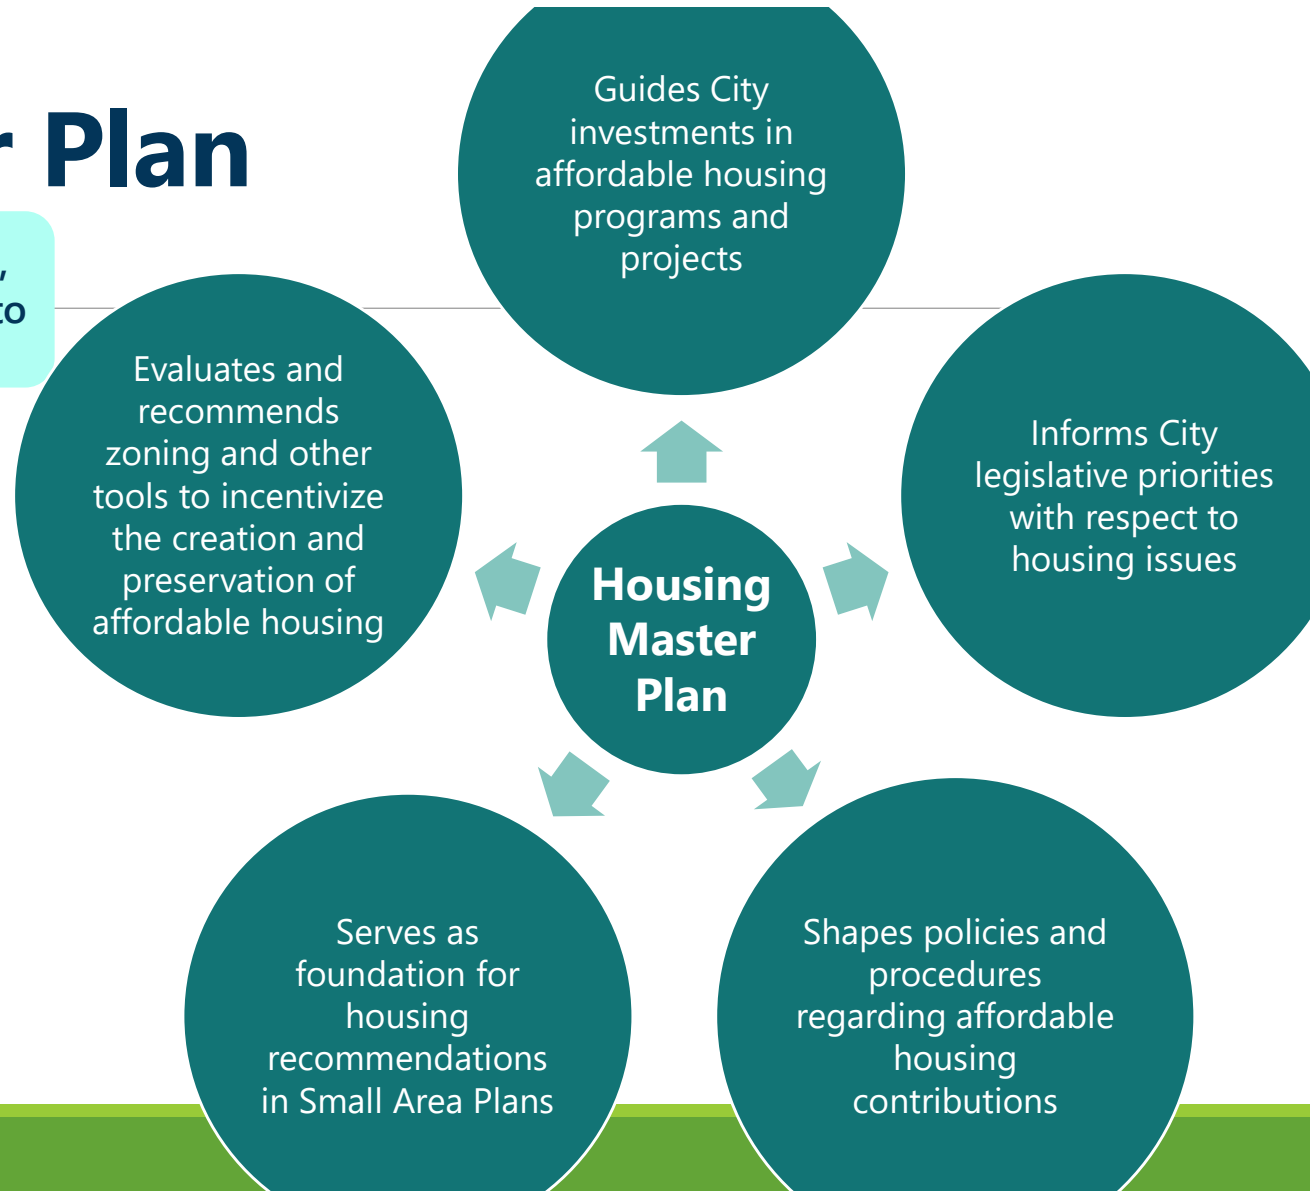 Plan
to
Guides City
investments in
affordable housing
programs and
projects
Evaluates and
recommends
zoning and other
tools to incentivize
the creation and
preservation of
affordable housing
Informs City
legislative priorities
with respect to
housing issues
Housing
Master
Plan
Serves as
foundation for
housing
recommendations
in Small Area Plans
Shapes policies and
procedures
regarding affordable
housing
contributions